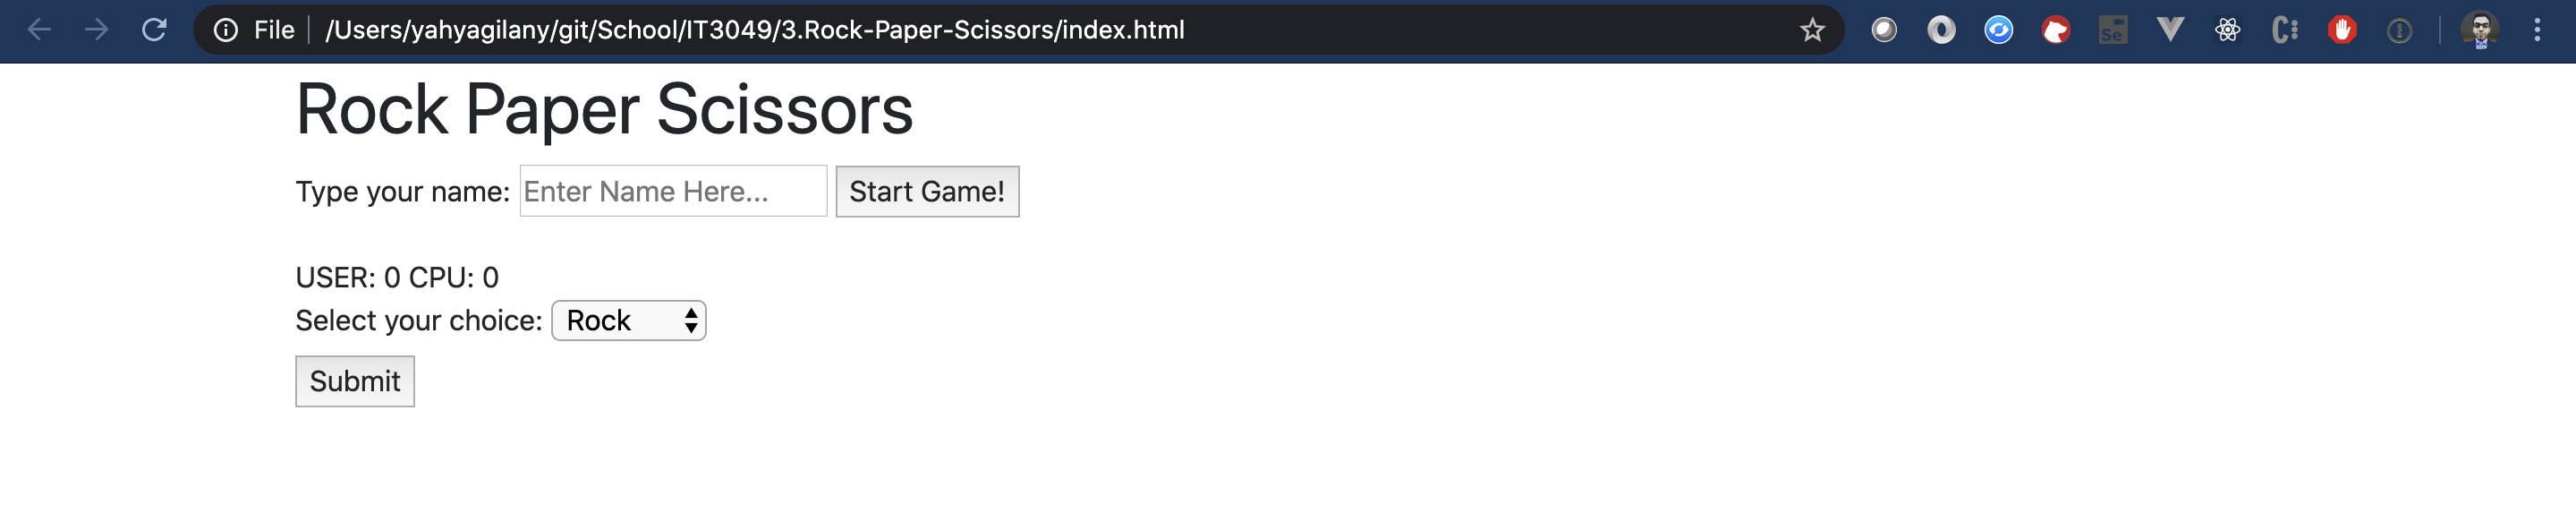 File /Users/yahyagilany/git/School/IT3049/3.Rock-Paper-Scissors/index.html Se
Rock Paper Scissors
Type your name: Enter Name Here... Start Game!
USER: 0 CPU: 0
Select your choice: Rock
Submit